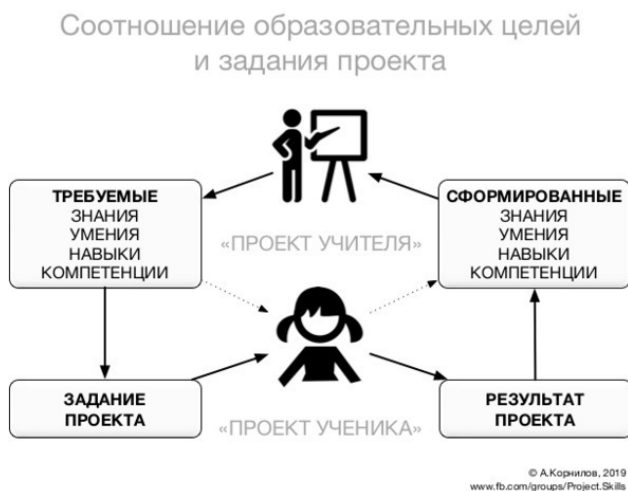 Соотношение образовательных целей
и задания проекта
ТРЕБУЕМЫЕ
ЗНАНИЯ
УМЕНИЯ
НАВЫКИ
КОМПЕТЕНЦИИ
«ПРОЕКТ УЧИТЕЛЯ»
СФОРМИРОВАННЫЕ
ЗНАНИЯ
УМЕНИЯ
НАВЫКИ
КОМПЕТЕНЦИИ
ЗАДАНИЕ
ПРОЕКТА
«ПРОЕКТ УЧЕНИКА»
РЕЗУЛЬТАТ
ПРОЕКТА
© А.Корнилов, 2019
www.fb.com/groups/Project.Skills